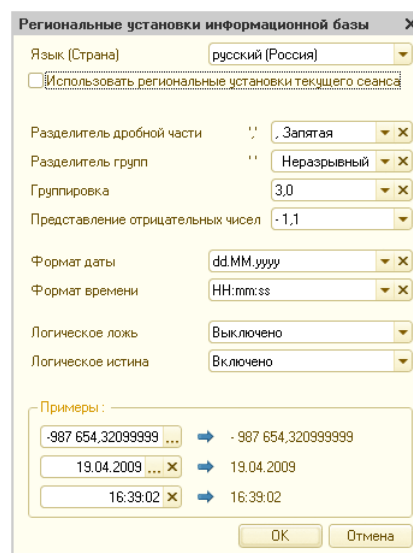 Региональные установки информационной базы
Язык (Страна) русский (Россия)
Использовать региональные установки текущего сеанса
Разделитель дробной части ',' , Запятая
Разделитель групп ' ' Неразрывный
Группировка 3,0
Представление отрицательных чисел - 1,1
Формат даты dd.MM.yyyy
Формат времени HH:mm:ss
Логическое ложь Выключено
Логическое истина Включено
Примеры :
-987 654,32099999 ... - 987 654,320999999
19.04.2009 ... 19.04.2009
16:39:02 16:39:02
OK Отмена